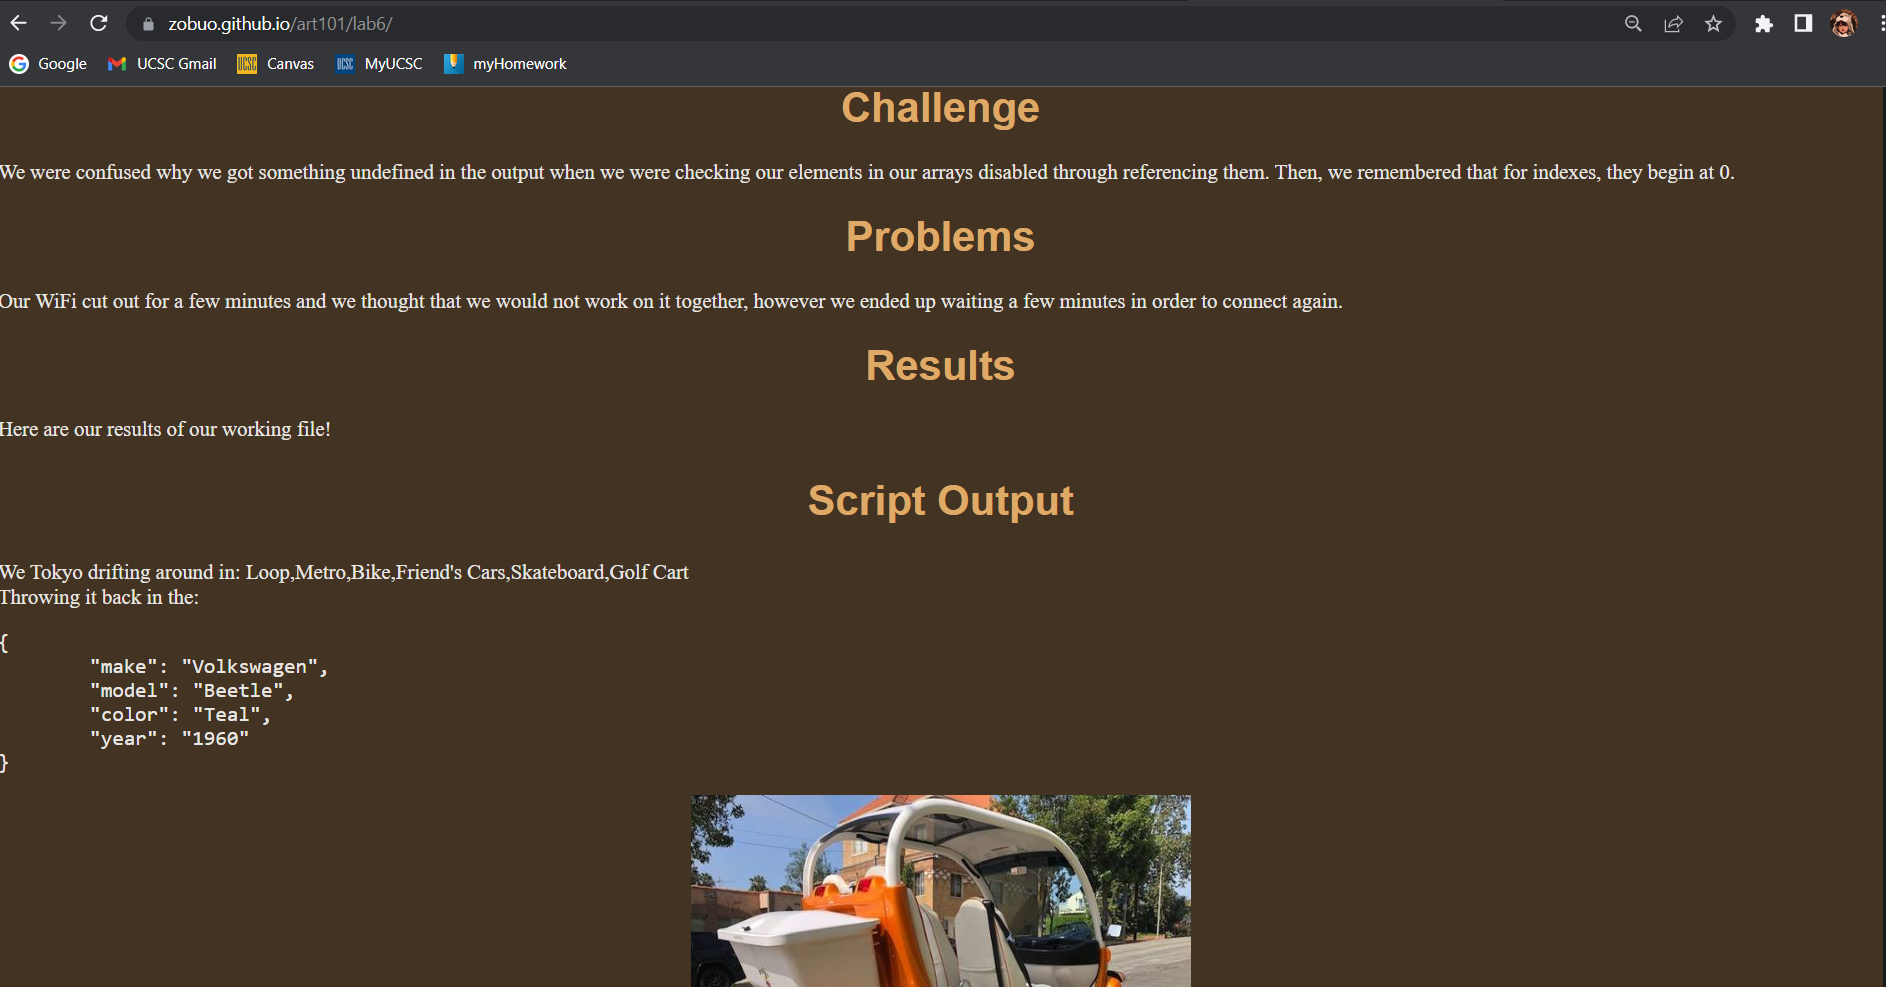 zobuo.github.io/art101/lab6/
Google UCSC Gmail UCSC Canvas UCSC MyUCSC myHomework
Challenge
We were confused why we got something undefined in the output when we were checking our elements in our arrays disabled through referencing them. Then, we remembered that for indexes, they begin at 0.
Problems
Our WiFi cut out for a few minutes and we thought that we would not work on it together, however we ended up waiting a few minutes in order to connect again.
Results
Here are our results of our working file!
Script Output
We Tokyo drifting around in: Loop,Metro,Bike,Friend's Cars,Skateboard,Golf Cart
Throwing it back in the:
{
"make": "Volkswagen",
"model": "Beetle",
"color": "Teal",
"year": "1960"
}